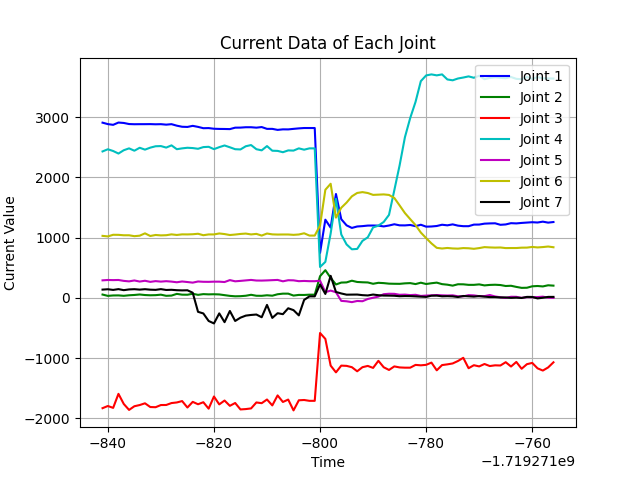 Current Data of Each Joint
Joint 1
Joint 2
Joint 3
Joint 4
Joint 5
Joint 6
Joint 7
Current Value
3000
2000
1000
0
−1000
−2000
−840
−820
−800
−780
−760
Time
−1.719271e9